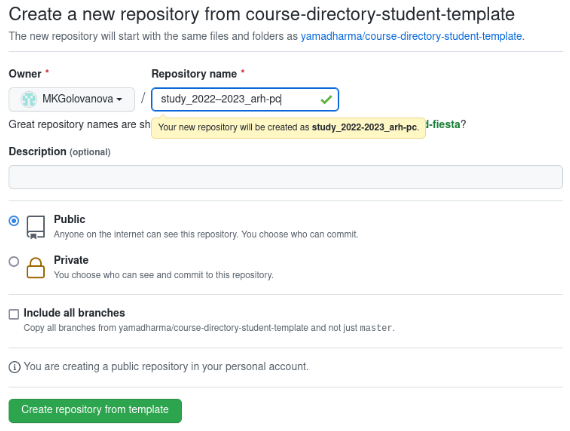 Create a new repository from course-directory-student-template
The new repository will start with the same files and folders as yamadharma/course-directory-student-template.
Owner * Repository name *
MKGolovanova / study_2022–2023_arh-pc
Great repository names are sh d-fiesta?
Your new repository will be created as study_2022-2023_arh-pc.
Description (optional)
Public
Anyone on the internet can see this repository. You choose who can commit.
Private
You choose who can see and commit to this repository.
Include all branches
Copy all branches from yamadharma/course-directory-student-template and not just master.
You are creating a public repository in your personal account.
Create repository from template